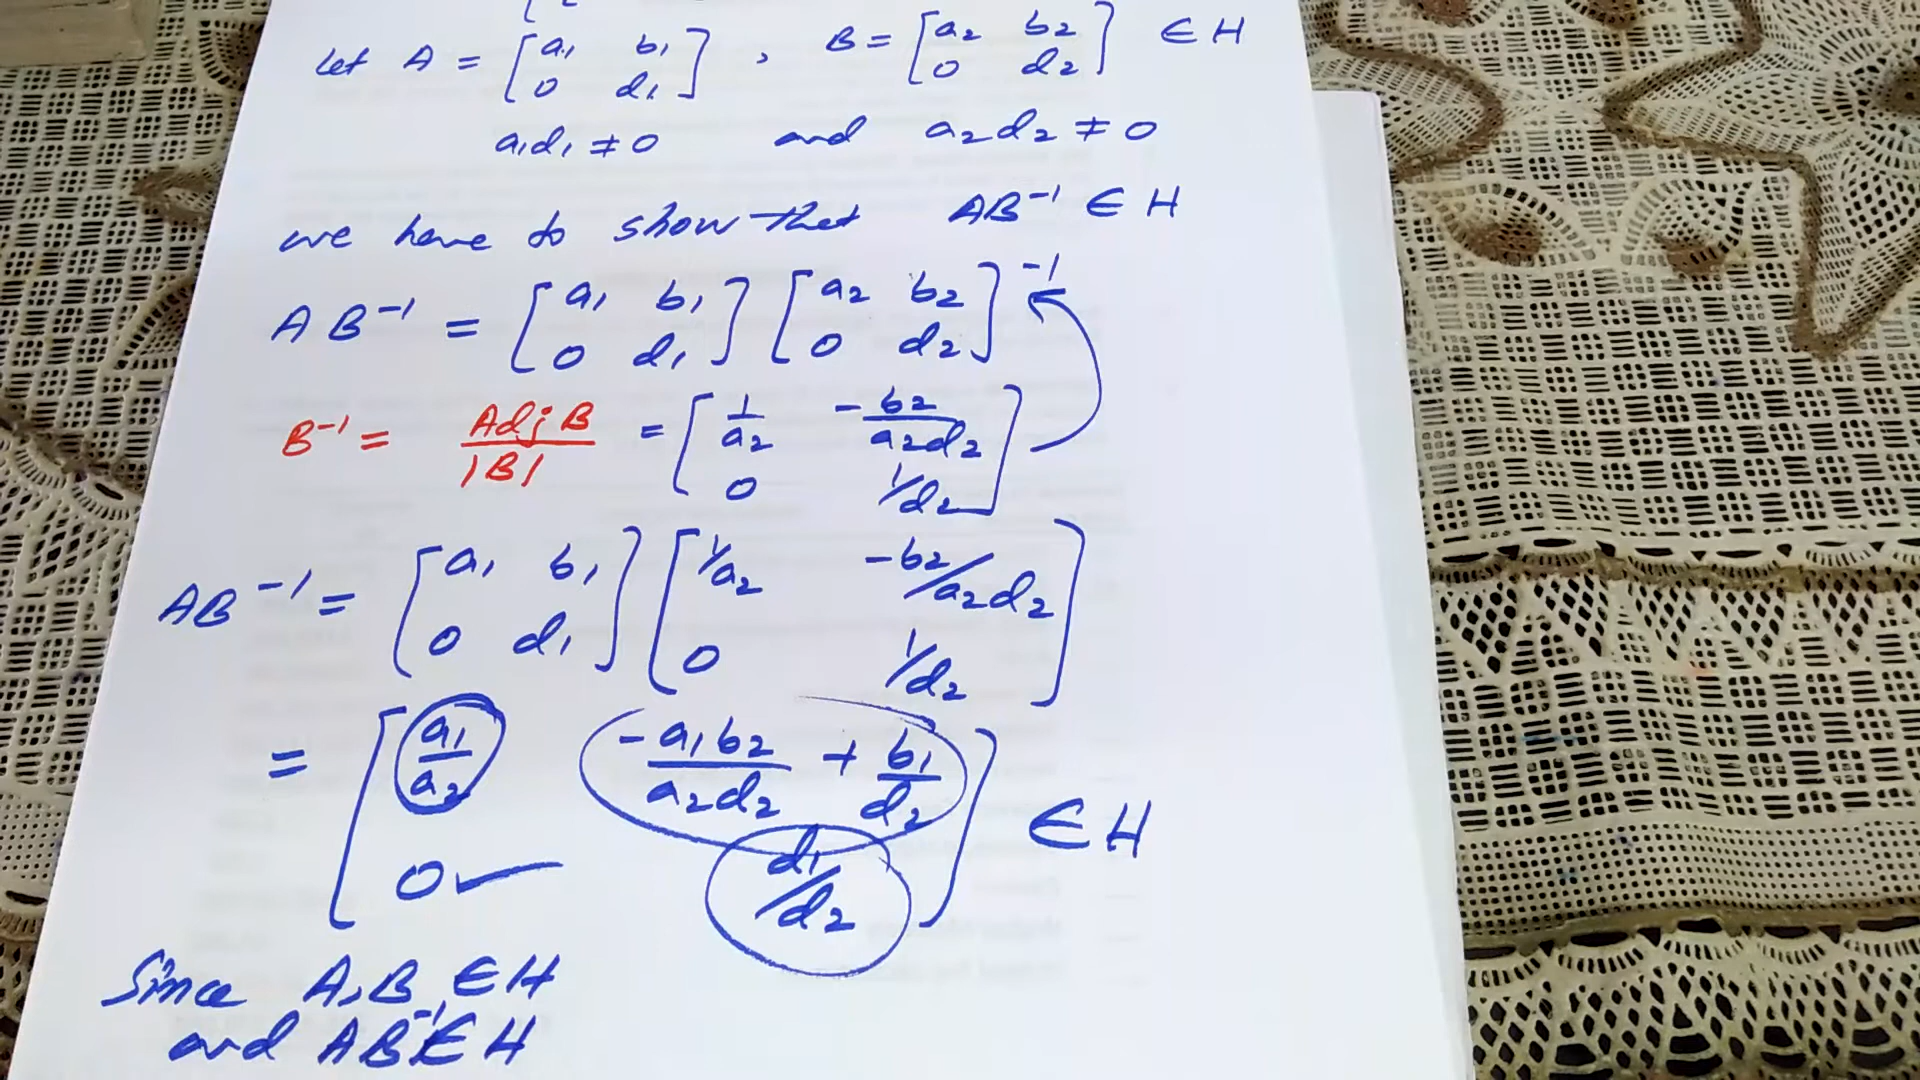 Let A = [a1 b1 0 d1], B = [a2 b2 0 d2] ∈ H
a1d1 ≠ 0 and a2d2 ≠ 0
we have to show that AB⁻¹ ∈ H
AB⁻¹ = [a1 b1 0 d1] [a2 b2 0 d2]⁻¹
B⁻¹ = Adj B / |B| = [1/a2 -b2/a2d2 0 1/d2]
AB⁻¹ = [a1 b1 0 d1] [1/a2 -b2/a2d2 0 1/d2]
= [a1/a2 -a1b2/a2d2 + b1/d2 0 d1/d2] ∈ H
Since A, B ∈ H
and AB⁻¹ ∈ H